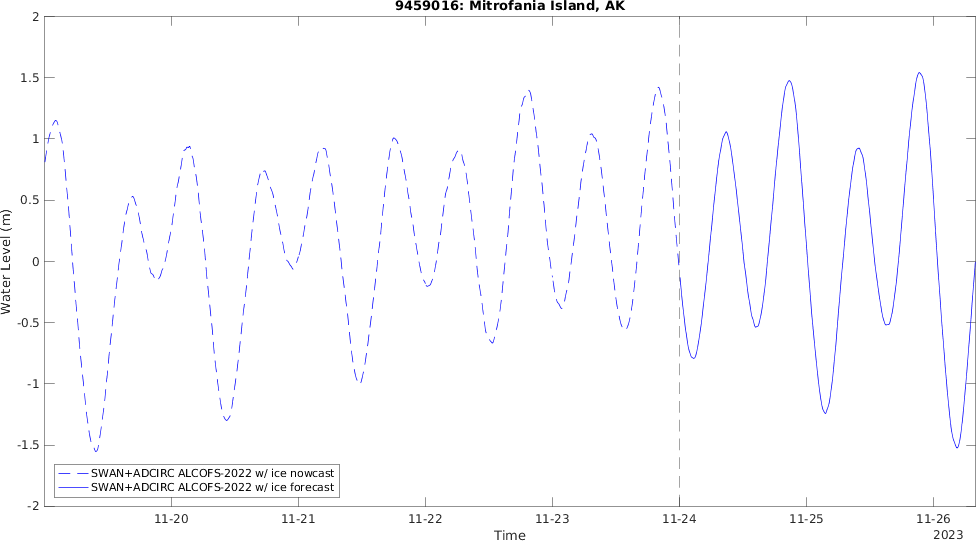 9459016: Mitrofania Island, AK
2
1.5
1
0.5
0
-0.5
-1
-1.5
-2
Water Level (m)
SWAN+ADCIRC ALCOFS-2022 w/ ice nowcast
SWAN+ADCIRC ALCOFS-2022 w/ ice forecast
11-20 11-21 11-22 11-23 11-24 11-25 11-26
Time
2023